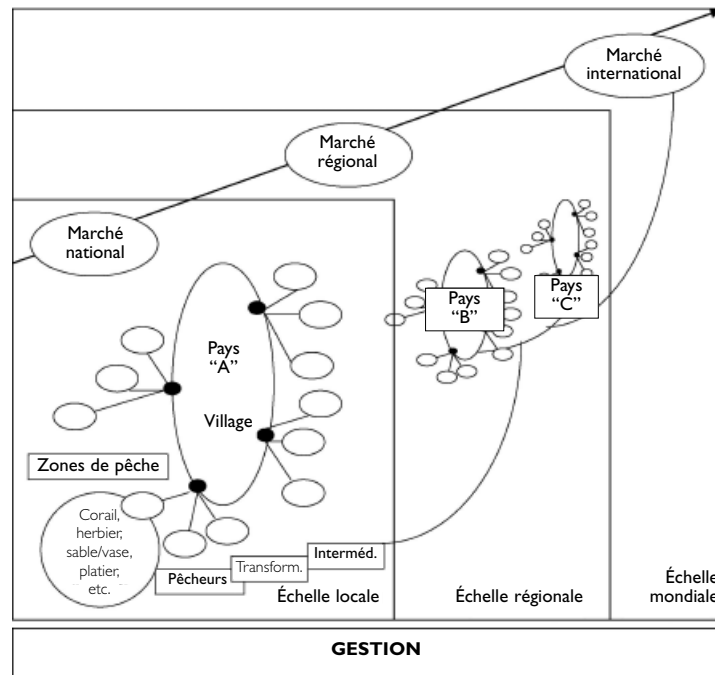 Marché
international
Marché
régional
Marché
national
Pays
“A”
Village
Pays
“B”
Pays
“C”
Zones de pêche
Corail,
herbier,
sable/vase,
platier,
etc.
Pêcheurs
Transform.
Interméd.
Échelle locale
Échelle régionale
Échelle
mondiale
GESTION